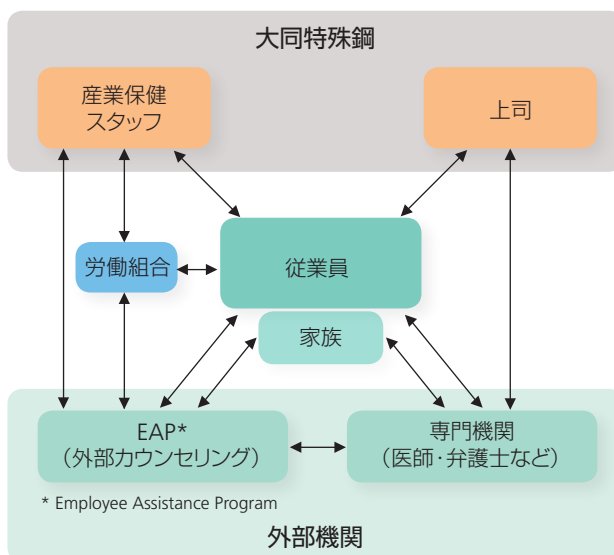 大同特殊鋼
産業保健
スタッフ
上司
労働組合
従業員
家族
EAP*
（外部カウンセリング）
専門機関
（医師・弁護士など）
* Employee Assistance Program
外部機関